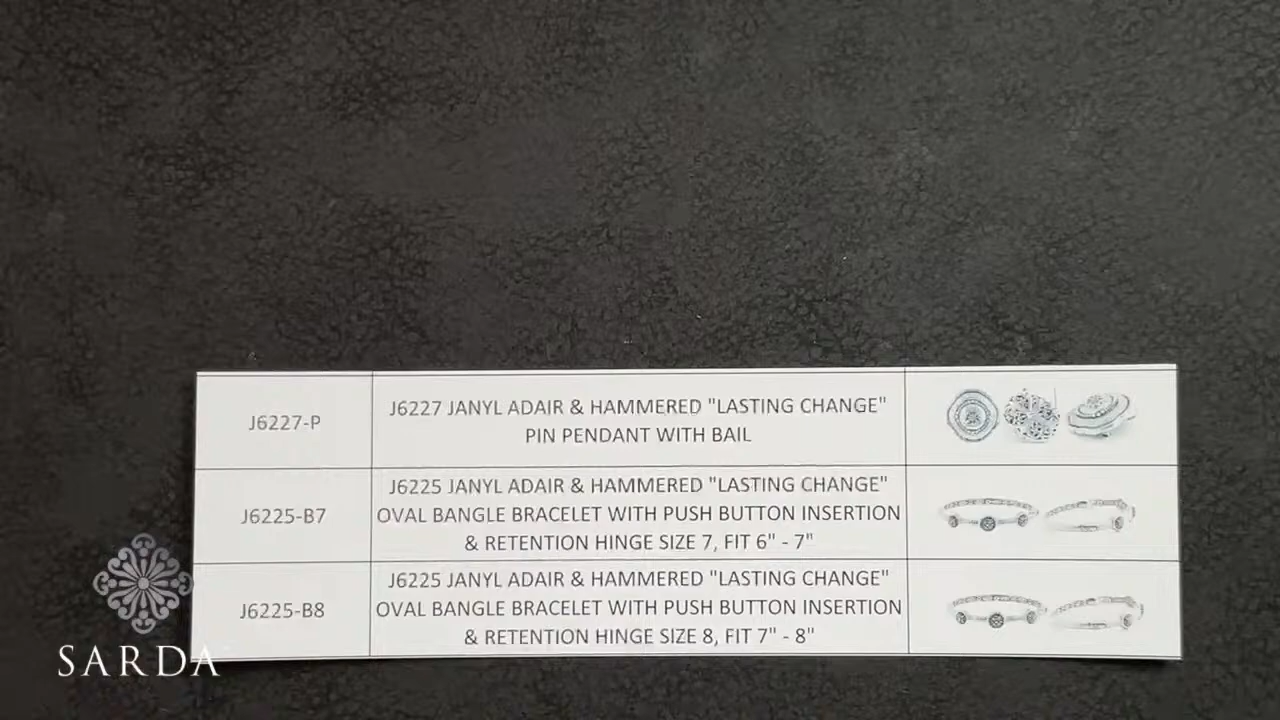 J6227-P
J6227 JANYL ADAIR & HAMMERED "LASTING CHANGE"
PIN PENDANT WITH BAIL
J6225-B7
J6225 JANYL ADAIR & HAMMERED "LASTING CHANGE"
OVAL BANGLE BRACELET WITH PUSH BUTTON INSERTION
& RETENTION HINGE SIZE 7, FIT 6" - 7"
J6225-B8
J6225 JANYL ADAIR & HAMMERED "LASTING CHANGE"
OVAL BANGLE BRACELET WITH PUSH BUTTON INSERTION
& RETENTION HINGE SIZE 8, FIT 7" - 8"
SARDA